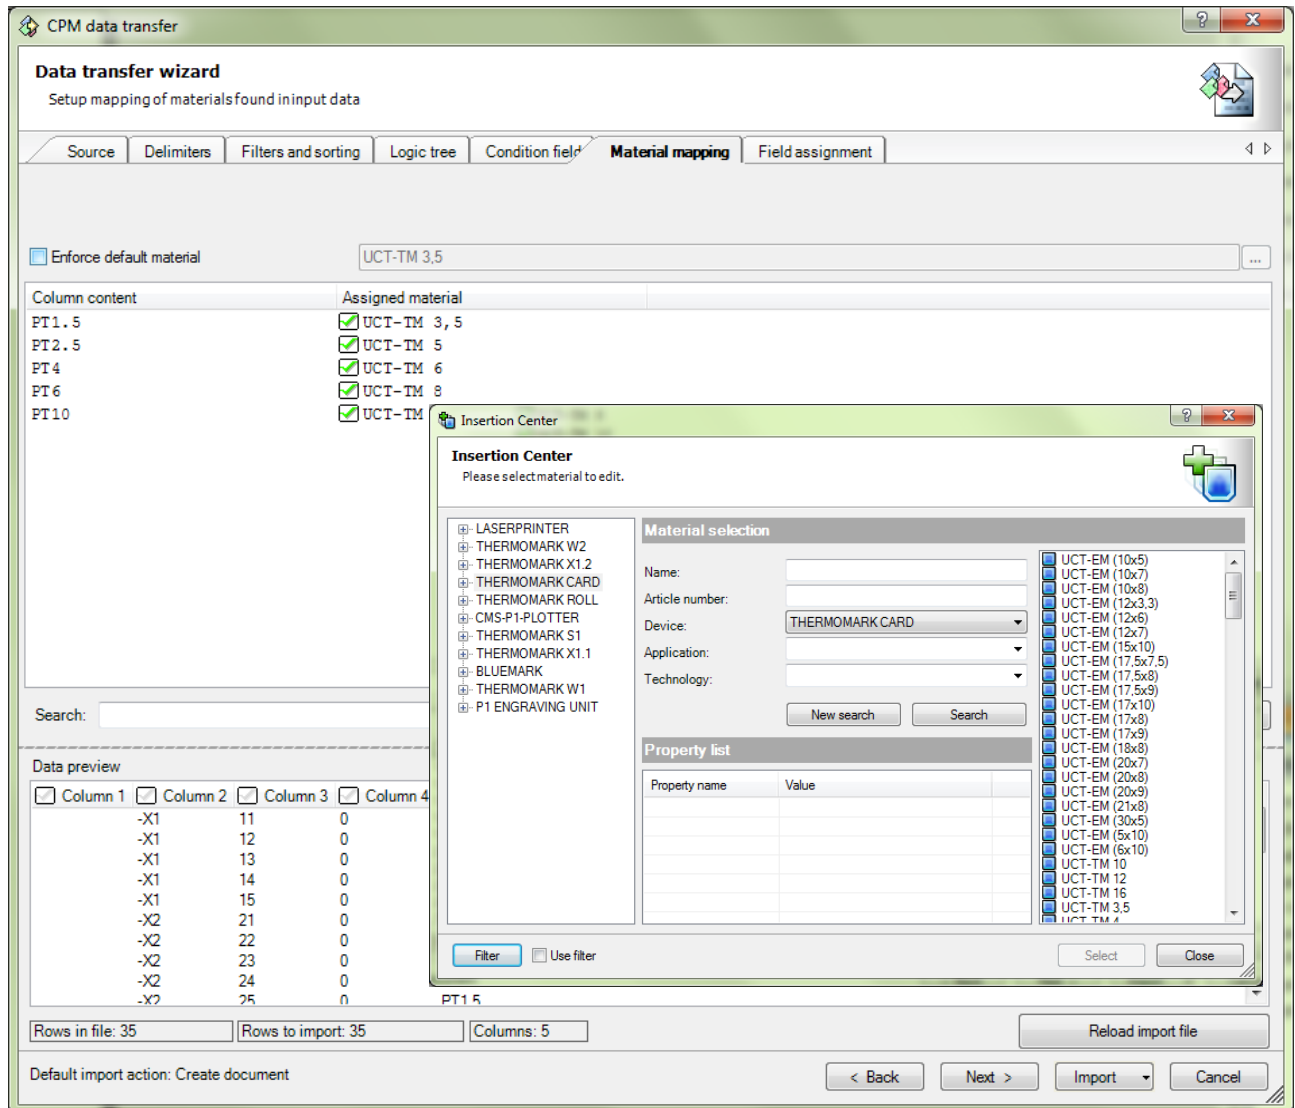 CPM data transfer
Data transfer wizard
Setup mapping of materials found in input data
Source Delimiters Filters and sorting Logic tree Condition field Material mapping Field assignment
Enforce default material UCT-TM 3,5 ...
Column content Assigned material
PT1.5 UCT-TM 3,5
PT2.5 UCT-TM 5
PT4 UCT-TM 6
PT6 UCT-TM 8
PT10 UCT-TM
Search:
Data preview
Column 1 Column 2 Column 3 Column 4
-X1 11 0
-X1 12 0
-X1 13 0
-X1 14 0
-X1 15 0
-X2 21 0
-X2 22 0
-X2 23 0
-X2 24 0
-X2 25 0 PT1.5
Rows in file: 35 Rows to import: 35 Columns: 5
Reload import file
Default import action: Create document
< Back Next > Import Cancel
Insertion Center
Insertion Center
Please select material to edit.
LASERPRINTER
THERMOMARK W2
THERMOMARK X1.2
THERMOMARK CARD
THERMOMARK ROLL
CMS-P1-PLOTTER
THERMOMARK S1
THERMOMARK X1.1
BLUEMARK
THERMOMARK W1
P1 ENGRAVING UNIT
Material selection
Name:
Article number:
Device: THERMOMARK CARD
Application:
Technology:
New search Search
Property list
Property name Value
UCT-EM (10x5)
UCT-EM (10x7)
UCT-EM (10x8)
UCT-EM (12x3,3)
UCT-EM (12x6)
UCT-EM (12x7)
UCT-EM (15x10)
UCT-EM (17,5x7,5)
UCT-EM (17,5x8)
UCT-EM (17,5x9)
UCT-EM (17x10)
UCT-EM (17x8)
UCT-EM (17x9)
UCT-EM (18x8)
UCT-EM (20x7)
UCT-EM (20x8)
UCT-EM (20x9)
UCT-EM (21x8)
UCT-EM (30x5)
UCT-EM (5x10)
UCT-EM (6x10)
UCT-TM 10
UCT-TM 12
UCT-TM 16
UCT-TM 3,5
UCT-TM 4
Filter Use filter Select Close